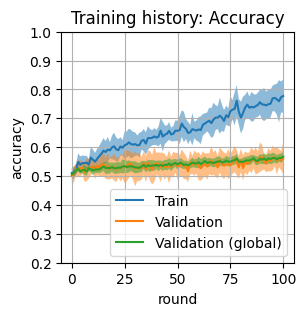 Training history: Accuracy
accuracy
1.0
0.9
0.8
0.7
0.6
0.5
0.4
0.3
0.2
Train
Validation
Validation (global)
0
25
50
75
100
round